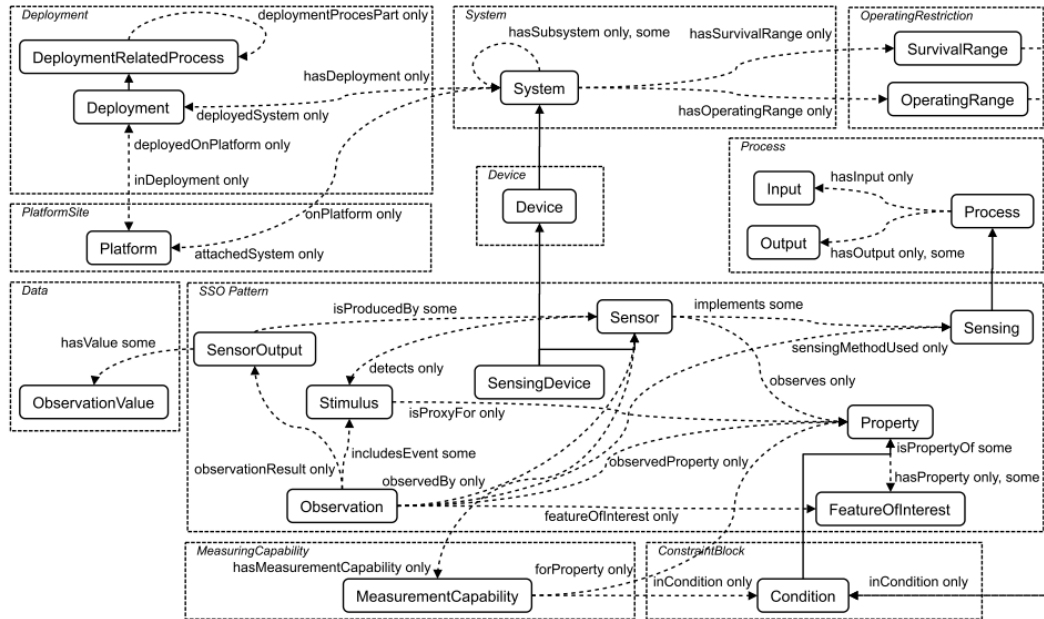 Deployment
deploymentProcesPart only
DeploymentRelatedProcess
Deployment
hasDeployment only
deployedSystem only
deployedOnPlatform only
inDeployment only
System
hasSubsystem only, some
System
hasSurvivalRange only
hasOperatingRange only
OperatingRestriction
SurvivalRange
OperatingRange
Process
hasInput only
Input
Process
Output
hasOutput only, some
Device
Device
PlatformSite
onPlatform only
Platform
attachedSystem only
Data
hasValue some
ObservationValue
SSO Pattern
isProducedBy some
Sensor
implements some
SensorOutput
Sensing
sensingMethodUsed only
detects only
SensingDevice
observes only
Stimulus
isProxyFor only
Property
isPropertyOf some
includesEvent some
observationResult only
observedBy only
observedProperty only
hasProperty only, some
Observation
featureOfInterest only
FeatureOfInterest
MeasuringCapability
hasMeasurementCapability only
forProperty only
MeasurementCapability
ConstraintBlock
inCondition only
Condition
inCondition only